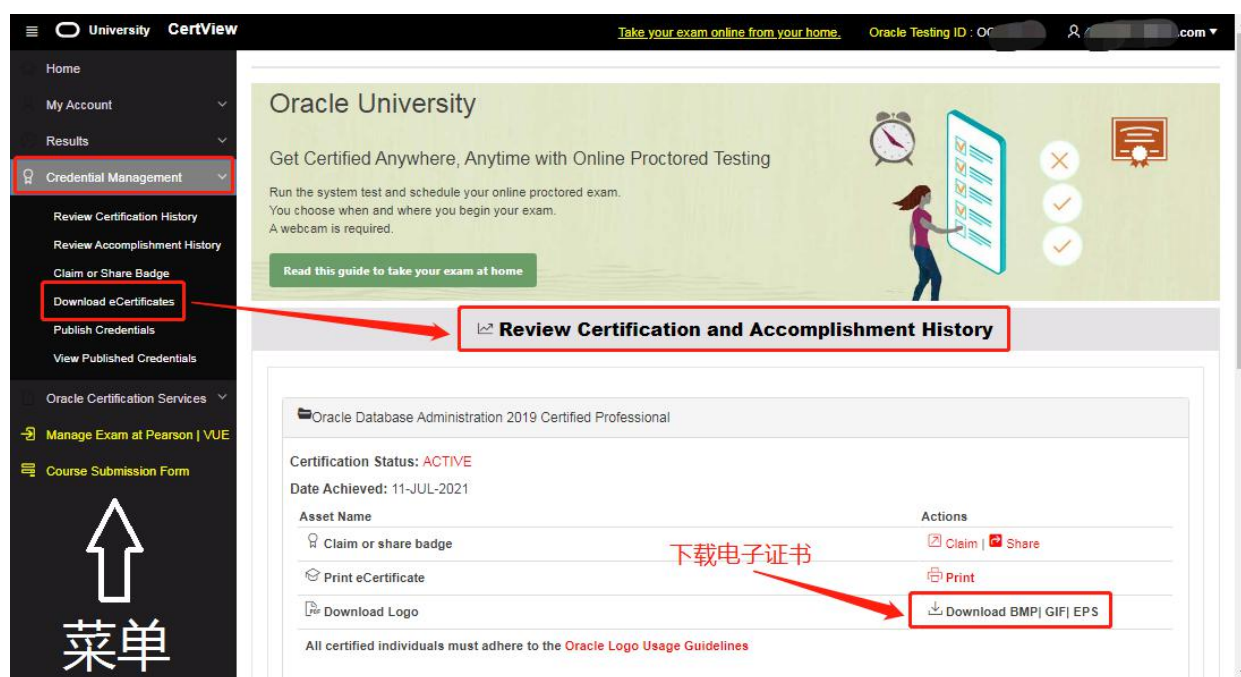 University CertView
Take your exam online from your home.
Oracle Testing ID : OC
.com
Home
My Account
Results
Credential Management
Review Certification History
Review Accomplishment History
Claim or Share Badge
Download eCertificates
Publish Credentials
View Published Credentials
Oracle Certification Services
Manage Exam at Pearson | VUE
Course Submission Form
菜单
Oracle University
Get Certified Anywhere, Anytime with Online Proctored Testing
Run the system test and schedule your online proctored exam.
You choose when and where you begin your exam.
A webcam is required.
Read this guide to take your exam at home
Review Certification and Accomplishment History
Oracle Database Administration 2019 Certified Professional
Certification Status: ACTIVE
Date Achieved: 11-JUL-2021
Asset Name Actions
Claim or share badge Claim | Share
下载电子证书
Print eCertificate Print
Download Logo Download BMP| GIF| EPS
All certified individuals must adhere to the Oracle Logo Usage Guidelines